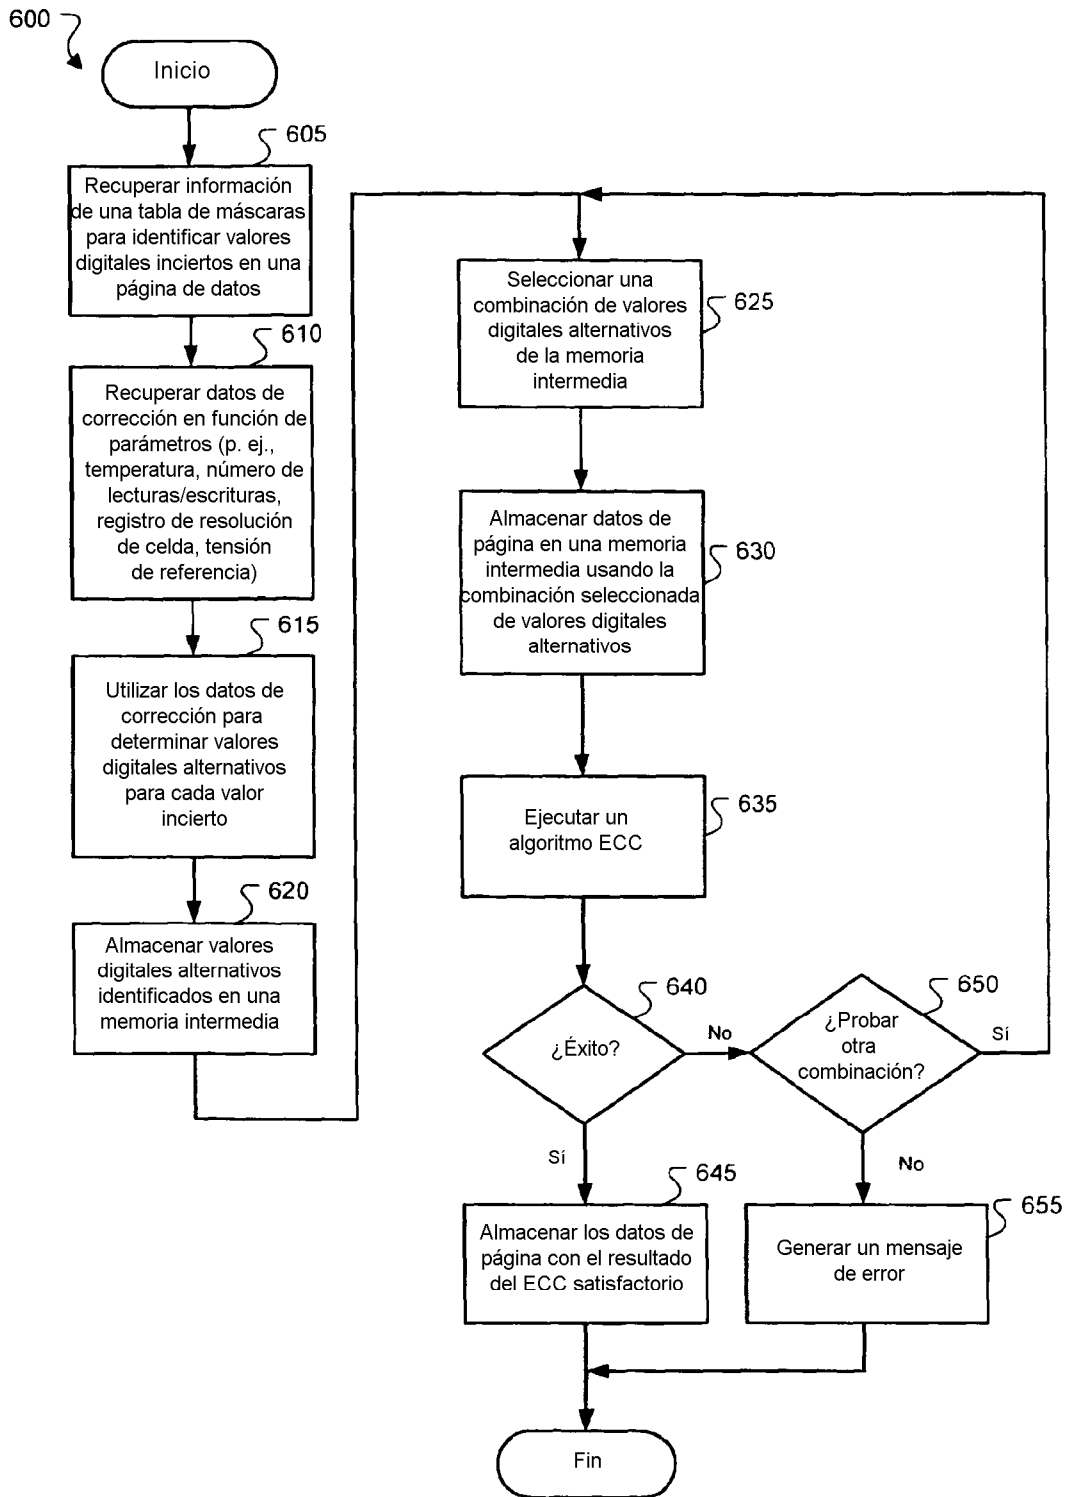 600
Inicio
605
Recuperar información
de una tabla de máscaras
para identificar valores
digitales inciertos en una
página de datos
610
Recuperar datos de
corrección en función de
parámetros (p. ej.,
temperatura, número de
lecturas/escrituras,
registro de resolución
de celda, tensión
de referencia)
615
Utilizar los datos de
corrección para
determinar valores
digitales alternativos
para cada valor
incierto
620
Almacenar valores
digitales alternativos
identificados en una
memoria intermedia
Seleccionar una
combinación de valores
digitales alternativos
de la memoria
intermedia
625
Almacenar datos de
página en una memoria
intermedia usando la
combinación seleccionada
de valores digitales
alternativos
630
Ejecutar un
algoritmo ECC
635
¿Éxito?
640
No
¿Probar
otra
combinación?
650
Sí
Sí
No
645
Almacenar los datos de
página con el resultado
del ECC satisfactorio
Generar un mensaje
de error
655
Fin